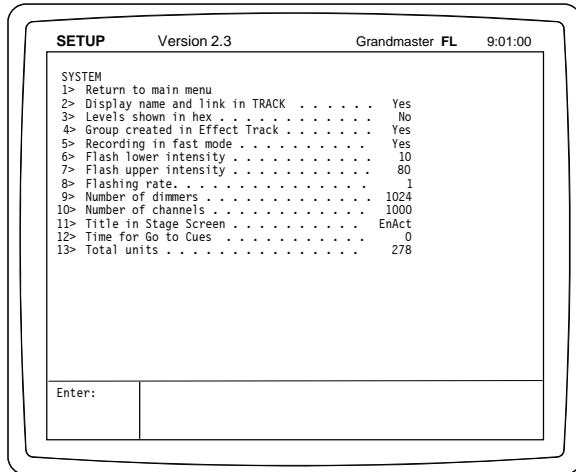 SETUP Version 2.3 Grandmaster FL 9:01:00
SYSTEM
1> Return to main menu
2> Display name and link in TRACK . . . . . . Yes
3> Levels shown in hex . . . . . . . . . . . . No
4> Group created in Effect Track . . . . . . . Yes
5> Recording in fast mode . . . . . . . . . . Yes
6> Flash lower intensity . . . . . . . . . . . 10
7> Flash upper intensity . . . . . . . . . . . 80
8> Flashing rate. . . . . . . . . . . . . . . . 1
9> Number of dimmers . . . . . . . . . . . . . 1024
10> Number of channels . . . . . . . . . . . . 1000
11> Title in Stage Screen . . . . . . . . . . EnAct
12> Time for Go to Cues . . . . . . . . . . . 0
13> Total units . . . . . . . . . . . . . . . 278
Enter: